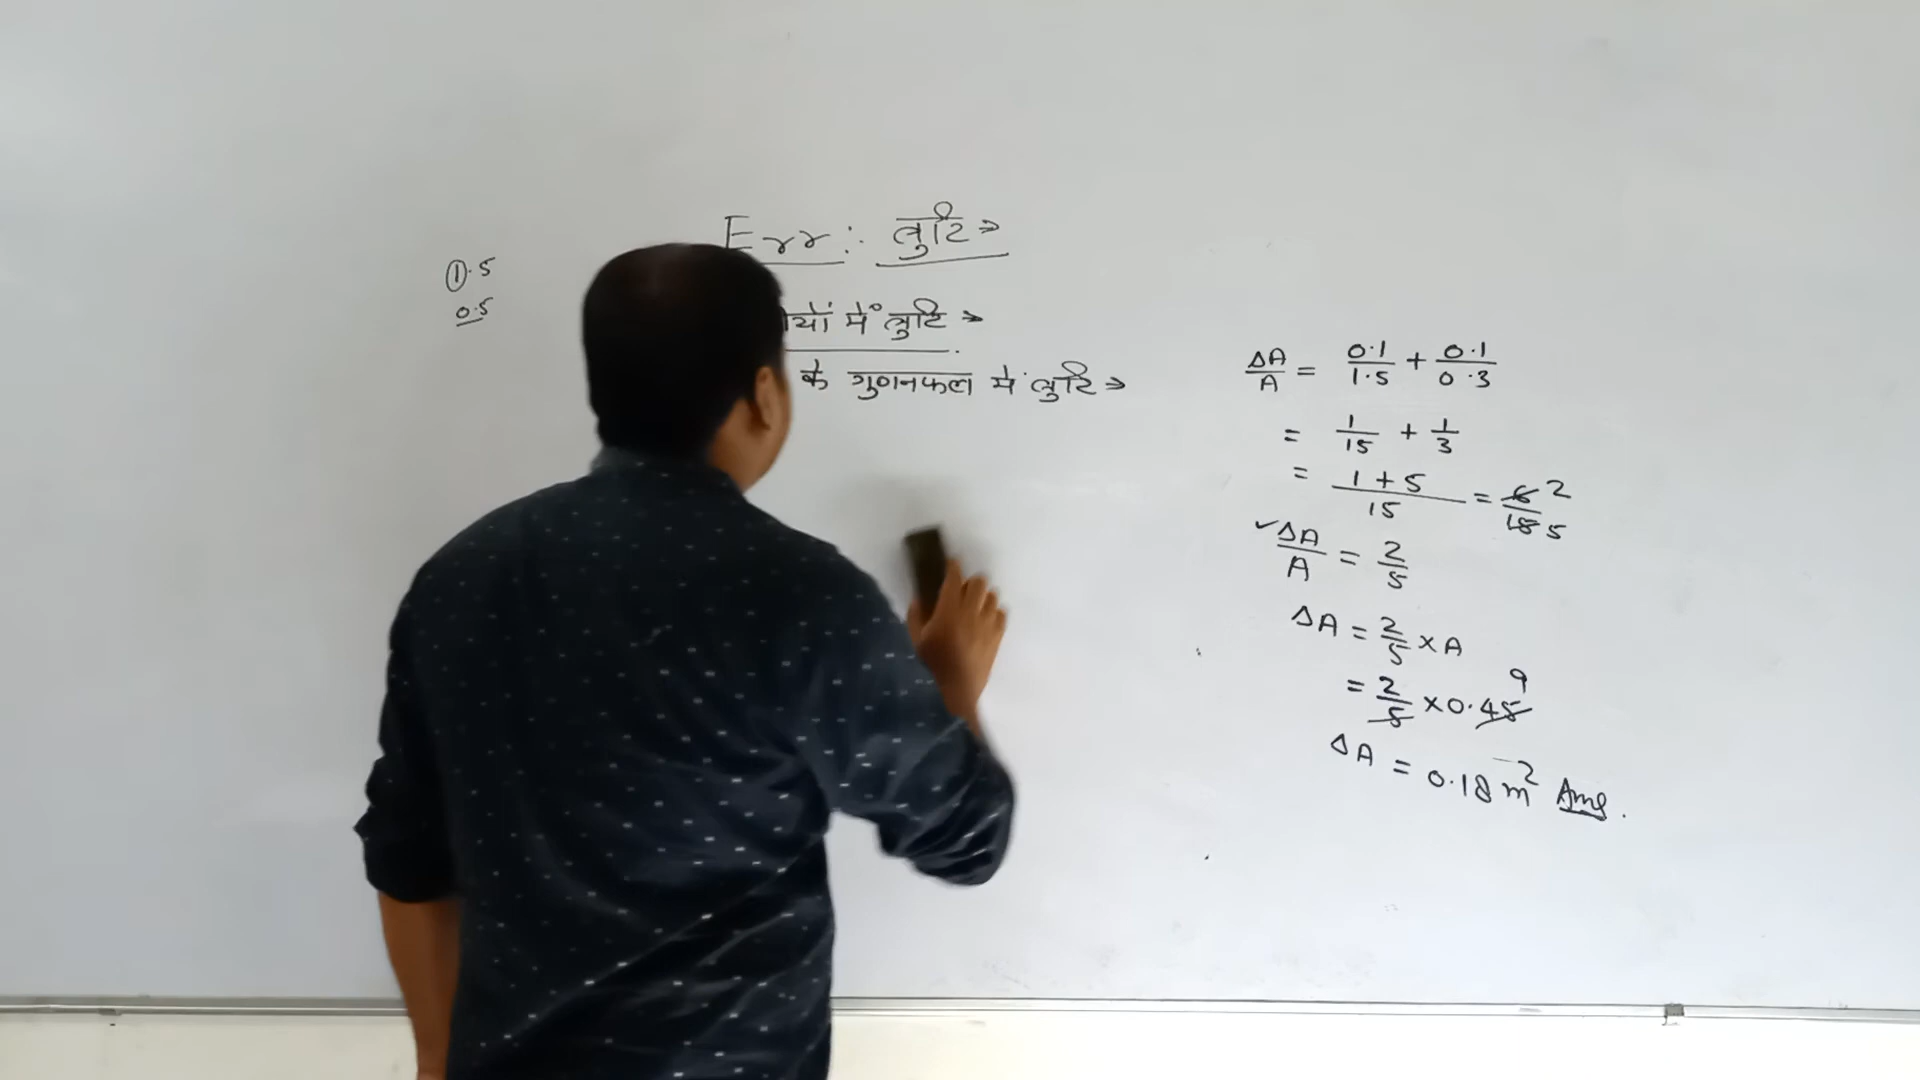 Err: त्रुटि →
1.5
0.5
में त्रुटि →
के गुणनफल में त्रुटि →
ΔA/A = 0.1/1.5 + 0.1/0.3
= 1/15 + 1/3
= (1 + 5)/15 = 6/15 2/5
✓ ΔA/A = 2/5
ΔA = 2/5 × A
= 2/5 × 0.45 9
ΔA = 0.18 m² Ans.